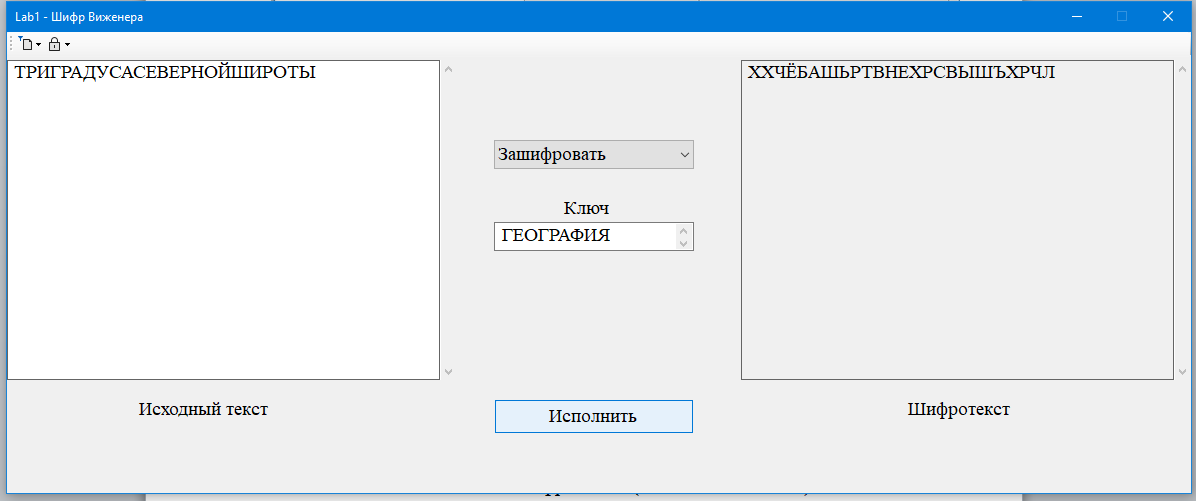 Lab1 - Шифр Виженера
ТРИГРАДУСАСЕВЕРНОЙШИРОТЫ
ХХЧЁБАШЬРТВНЕХРСВЫШЪХРЧЛ
Зашифровать
Ключ
ГЕОГРАФИЯ
Исходный текст
Исполнить
Шифротекст